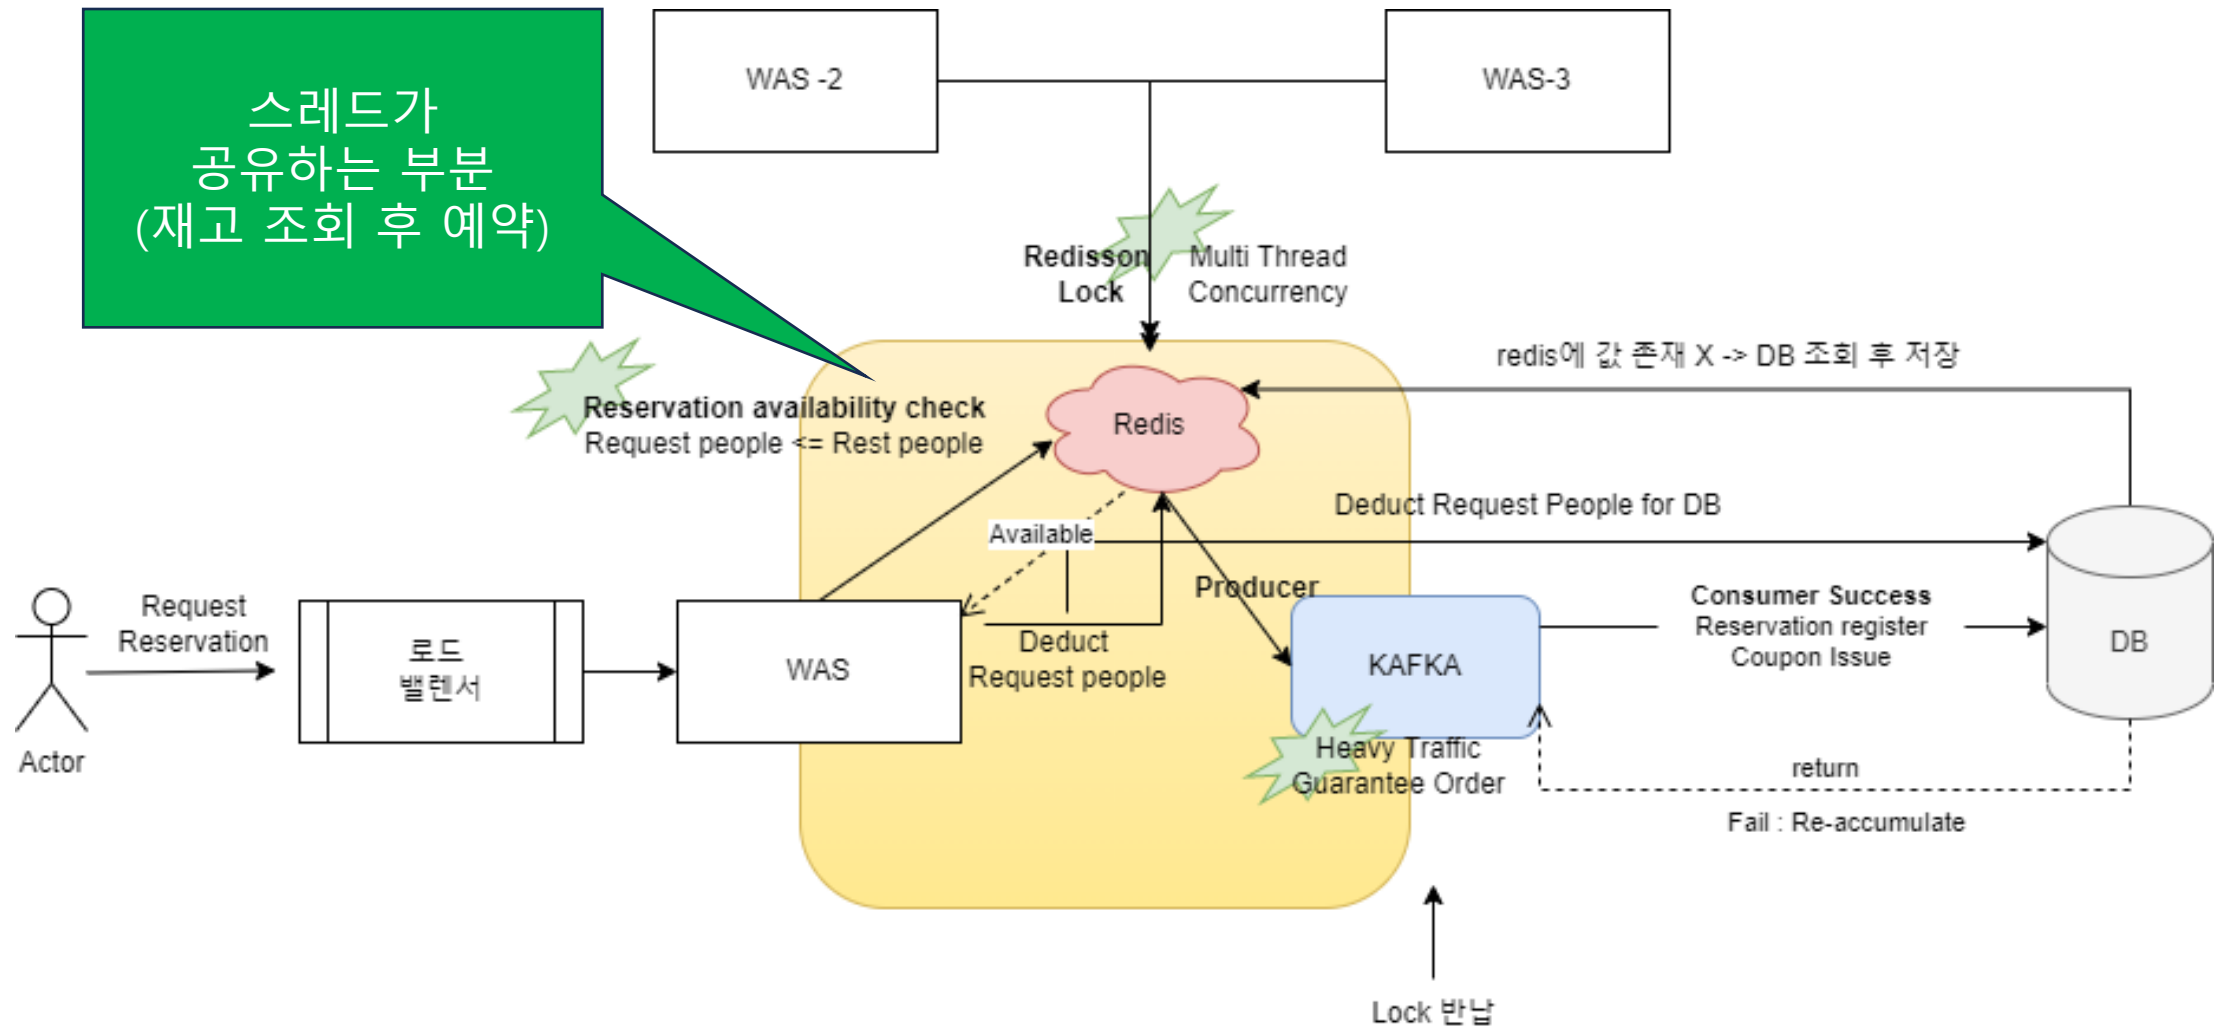 스레드가
공유하는 부분
(재고 조회 후 예약)
WAS -2
WAS-3
Redisson
Lock
Multi Thread
Concurrency
redis에 값 존재 X -> DB 조회 후 저장
Reservation availability check
Request people <= Rest people
Redis
Available
Deduct Request People for DB
Request
Reservation
Actor
로드
밸렌서
WAS
Deduct
Request people
Producer
KAFKA
Heavy Traffic
Guarantee Order
Consumer Success
Reservation register
Coupon Issue
DB
return
Fail : Re-accumulate
Lock 반납